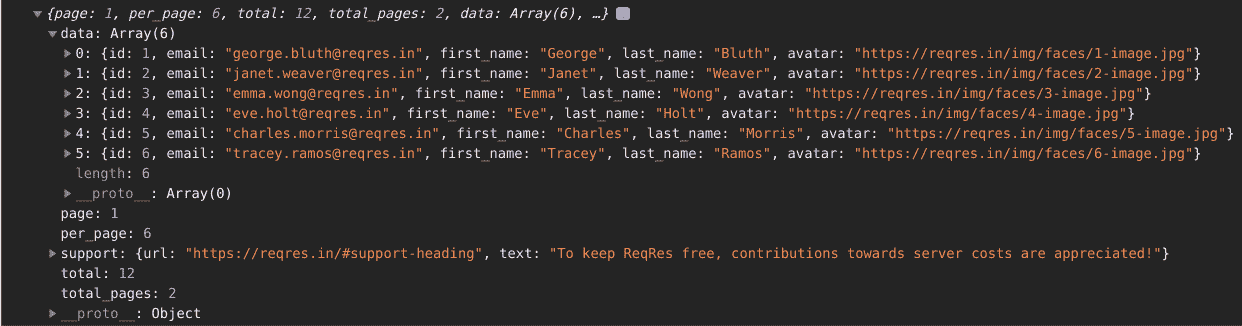 {page: 1, per_page: 6, total: 12, total_pages: 2, data: Array(6), …}
data: Array(6)
0: {id: 1, email: "george.bluth@reqres.in", first_name: "George", last_name: "Bluth", avatar: "https://reqres.in/img/faces/1-image.jpg"}
1: {id: 2, email: "janet.weaver@reqres.in", first_name: "Janet", last_name: "Weaver", avatar: "https://reqres.in/img/faces/2-image.jpg"}
2: {id: 3, email: "emma.wong@reqres.in", first_name: "Emma", last_name: "Wong", avatar: "https://reqres.in/img/faces/3-image.jpg"}
3: {id: 4, email: "eve.holt@reqres.in", first_name: "Eve", last_name: "Holt", avatar: "https://reqres.in/img/faces/4-image.jpg"}
4: {id: 5, email: "charles.morris@reqres.in", first_name: "Charles", last_name: "Morris", avatar: "https://reqres.in/img/faces/5-image.jpg"}
5: {id: 6, email: "tracey.ramos@reqres.in", first_name: "Tracey", last_name: "Ramos", avatar: "https://reqres.in/img/faces/6-image.jpg"}
length: 6
__proto__: Array(0)
page: 1
per_page: 6
support: {url: "https://reqres.in/#support-heading", text: "To keep ReqRes free, contributions towards server costs are appreciated!"}
total: 12
total_pages: 2
__proto__: Object